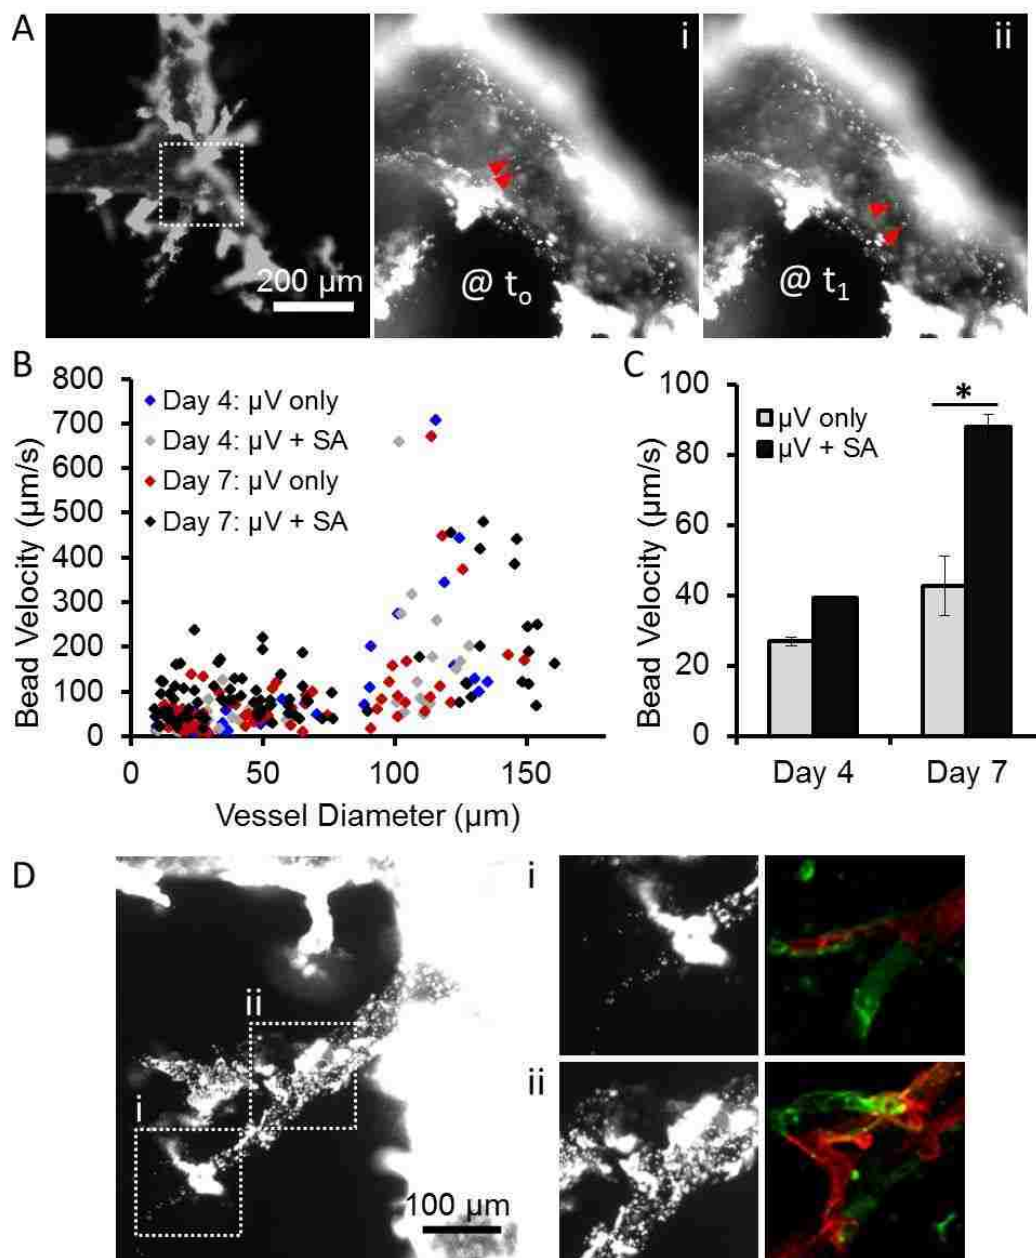 A
i
ii
200 µm
@ to
@ t1
B
800
700
600
500
400
300
200
100
0
0
50
100
150
Bead Velocity (µm/s)
Vessel Diameter (µm)
Day 4: µV only
Day 4: µV + SA
Day 7: µV only
Day 7: µV + SA
C
100
80
60
40
20
0
Bead Velocity (µm/s)
µV only
µV + SA
*
Day 4
Day 7
D
ii
i
100 µm
i
ii